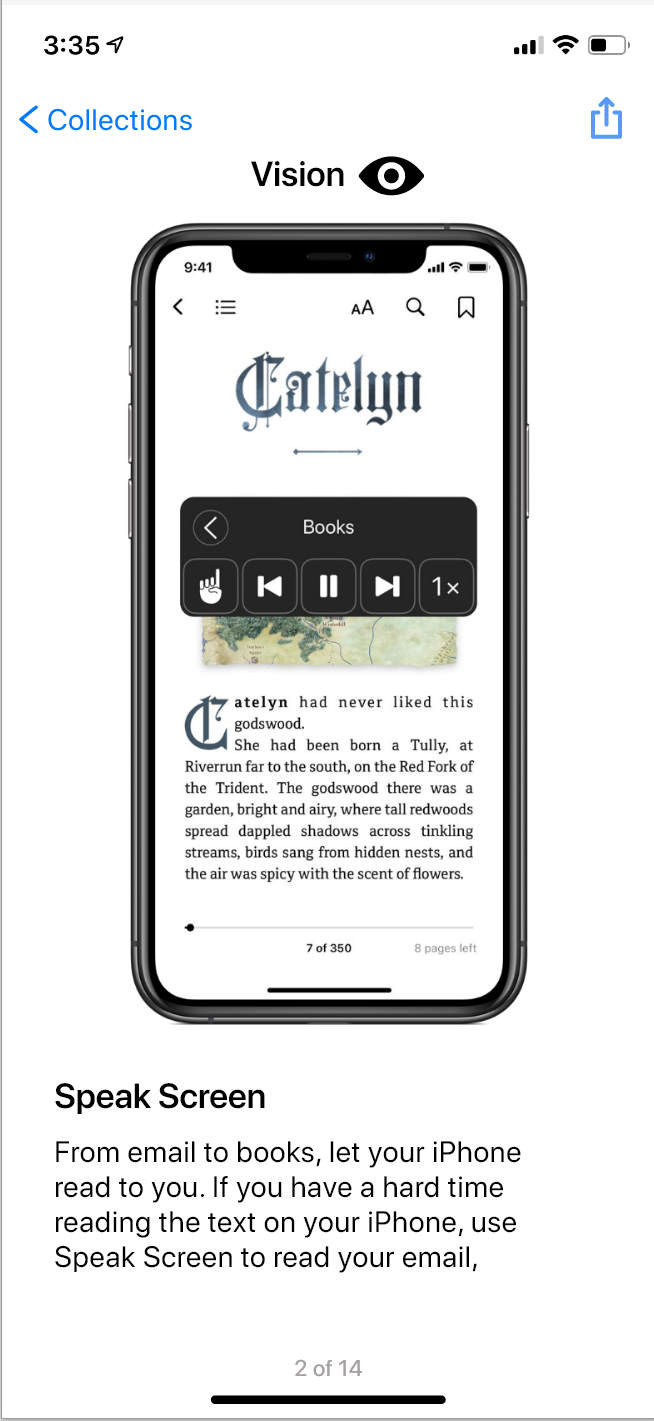 3:35
Collections
Vision
9:41
AA
Catelyn
Books
1×
Winterfell
Catelyn had never liked this
godswood.
She had been born a Tully, at
Riverrun far to the south, on the Red Fork of
the Trident. The godswood there was a
garden, bright and airy, where tall redwoods
spread dappled shadows across tinkling
streams, birds sang from hidden nests, and
the air was spicy with the scent of flowers.
7 of 350
8 pages left
Speak Screen
From email to books, let your iPhone
read to you. If you have a hard time
reading the text on your iPhone, use
Speak Screen to read your email,
2 of 14